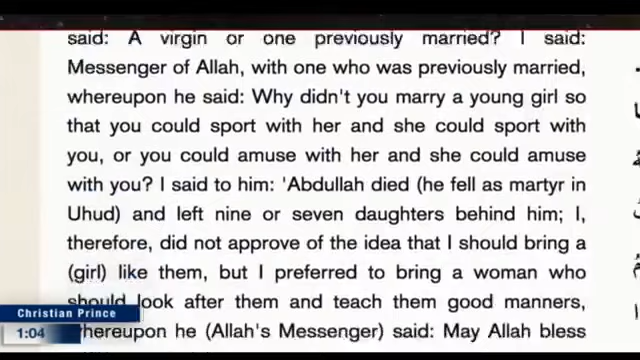 said: A virgin or one previously married? I said:
Messenger of Allah, with one who was previously married,
whereupon he said: Why didn't you marry a young girl so
that you could sport with her and she could sport with
you, or you could amuse with her and she could amuse
with you? I said to him: 'Abdullah died (he fell as martyr in
Uhud) and left nine or seven daughters behind him; I,
therefore, did not approve of the idea that I should bring a
(girl) like them, but I preferred to bring a woman who
should look after them and teach them good manners,
whereupon he (Allah's Messenger) said: May Allah bless
Christian Prince
1:04